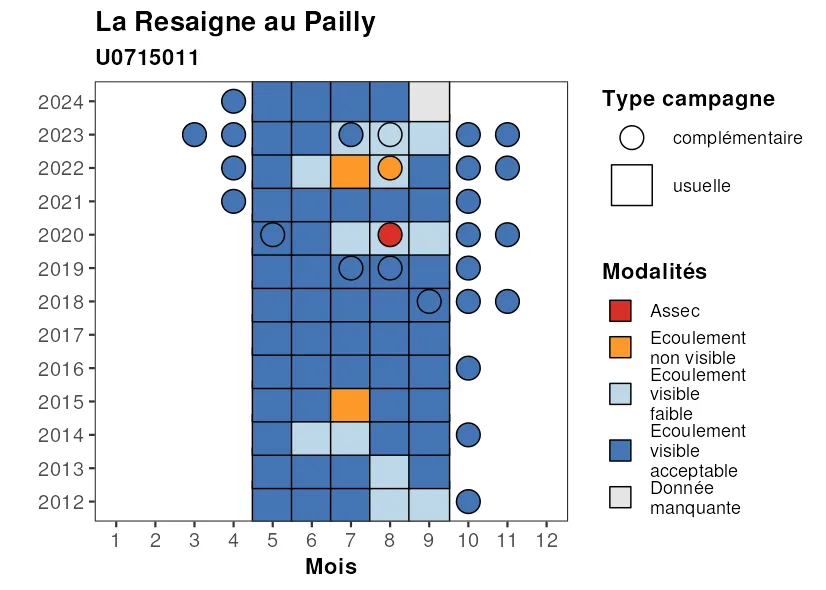 La Resaigne au Pailly
U0715011
2024
2023
2022
2021
2020
2019
2018
2017
2016
2015
2014
2013
2012
1 2 3 4 5 6 7 8 9 10 11 12
Mois
Type campagne
complémentaire
usuelle
Modalités
Assec
Ecoulement
non visible
Ecoulement
visible
faible
Ecoulement
visible
acceptable
Donnée
manquante